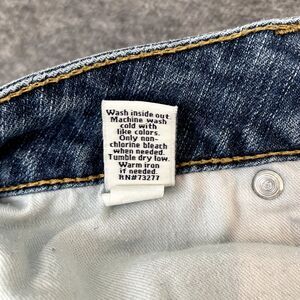 Wash inside out.
Machine wash
cold with
like colors.
Only non-
chlorine bleach
when needed.
Tumble dry low.
Warm iron
if needed.
RN#73277